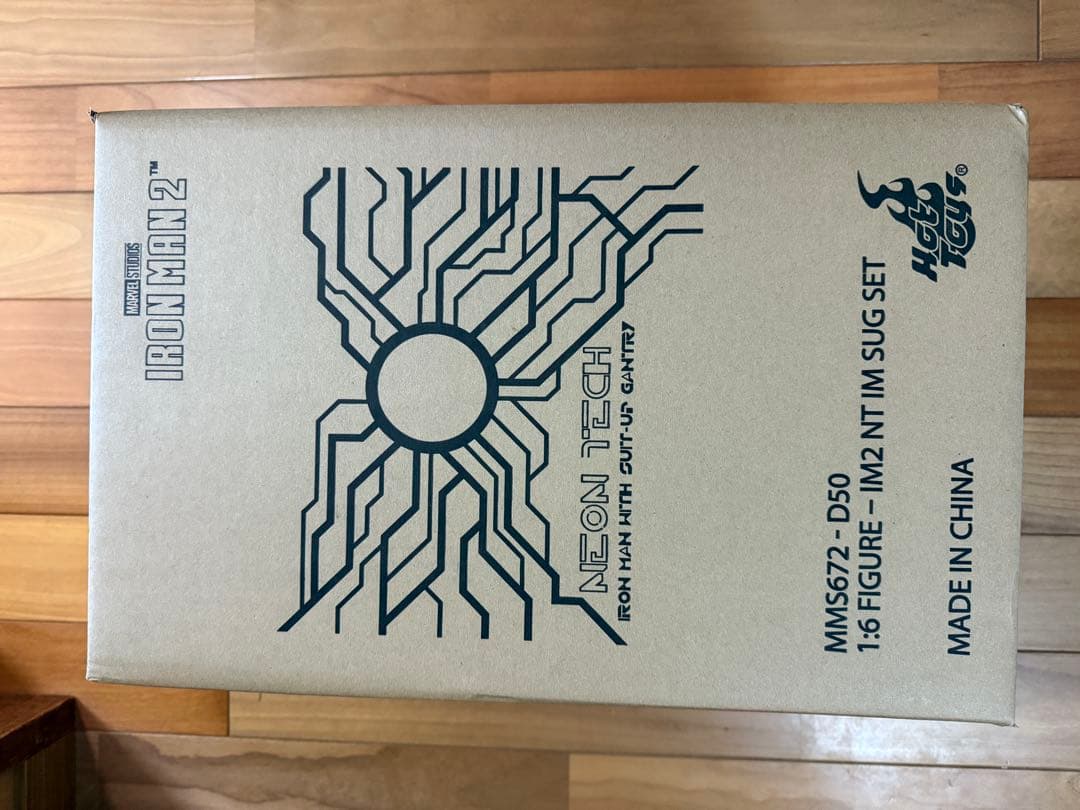 MARVEL STUDIOS
IRON MAN 2™
NEON TECH
IRON MAN WITH SUIT-UP GANTRY
MMS672 - D50
1:6 FIGURE – IM2 NT IM SUG SET
MADE IN CHINA
Hot
Toys®